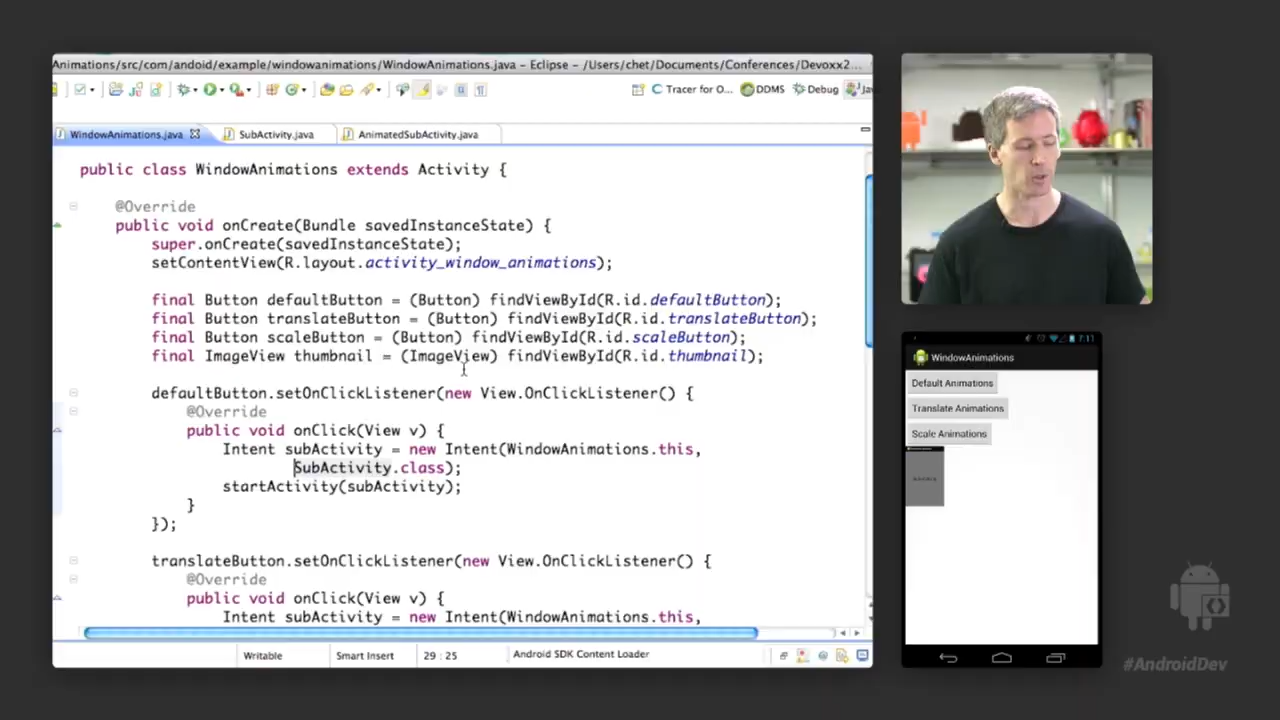 Animations/src/com/andoid/example/windowanimations/WindowAnimations.java - Eclipse - /Users/chet/Documents/Conferences/Devoxx2...
Tracer for O... DDMS Debug Java
WindowAnimations.java SubActivity.java AnimatedSubActivity.java
public class WindowAnimations extends Activity {
@Override
public void onCreate(Bundle savedInstanceState) {
super.onCreate(savedInstanceState);
setContentView(R.layout.activity_window_animations);
final Button defaultButton = (Button) findViewById(R.id.defaultButton);
final Button translateButton = (Button) findViewById(R.id.translateButton);
final Button scaleButton = (Button) findViewById(R.id.scaleButton);
final ImageView thumbnail = (ImageView) findViewById(R.id.thumbnail);
defaultButton.setOnClickListener(new View.OnClickListener() {
@Override
public void onClick(View v) {
Intent subActivity = new Intent(WindowAnimations.this,
SubActivity.class);
startActivity(subActivity);
}
});
translateButton.setOnClickListener(new View.OnClickListener() {
@Override
public void onClick(View v) {
Intent subActivity = new Intent(WindowAnimations.this,
Writable Smart Insert 29 : 25 Android SDK Content Loader
7:11
WindowAnimations
Default Animations
Translate Animations
Scale Animations
#AndroidDev